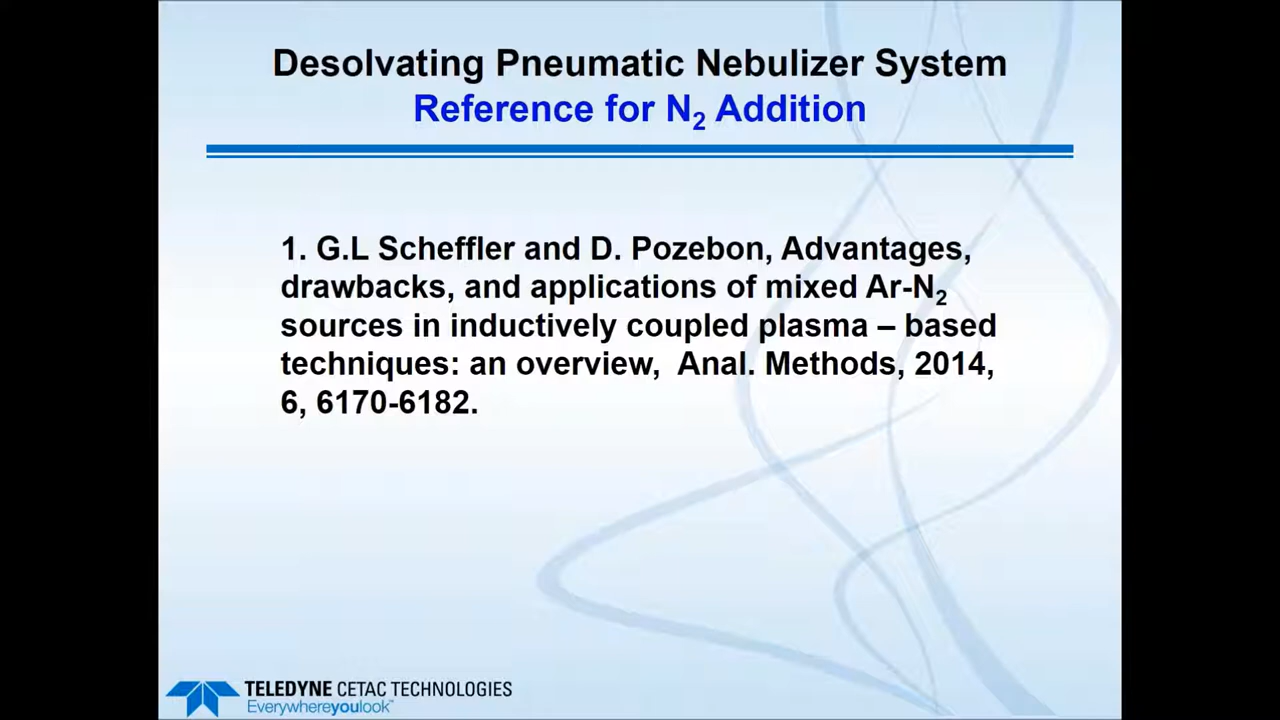 Desolvating Pneumatic Nebulizer System
Reference for N₂ Addition
1. G.L Scheffler and D. Pozebon, Advantages,
drawbacks, and applications of mixed Ar-N₂
sources in inductively coupled plasma – based
techniques: an overview,  Anal. Methods, 2014,
6, 6170-6182.
TELEDYNE CETAC TECHNOLOGIES
Everywhereyoulook™